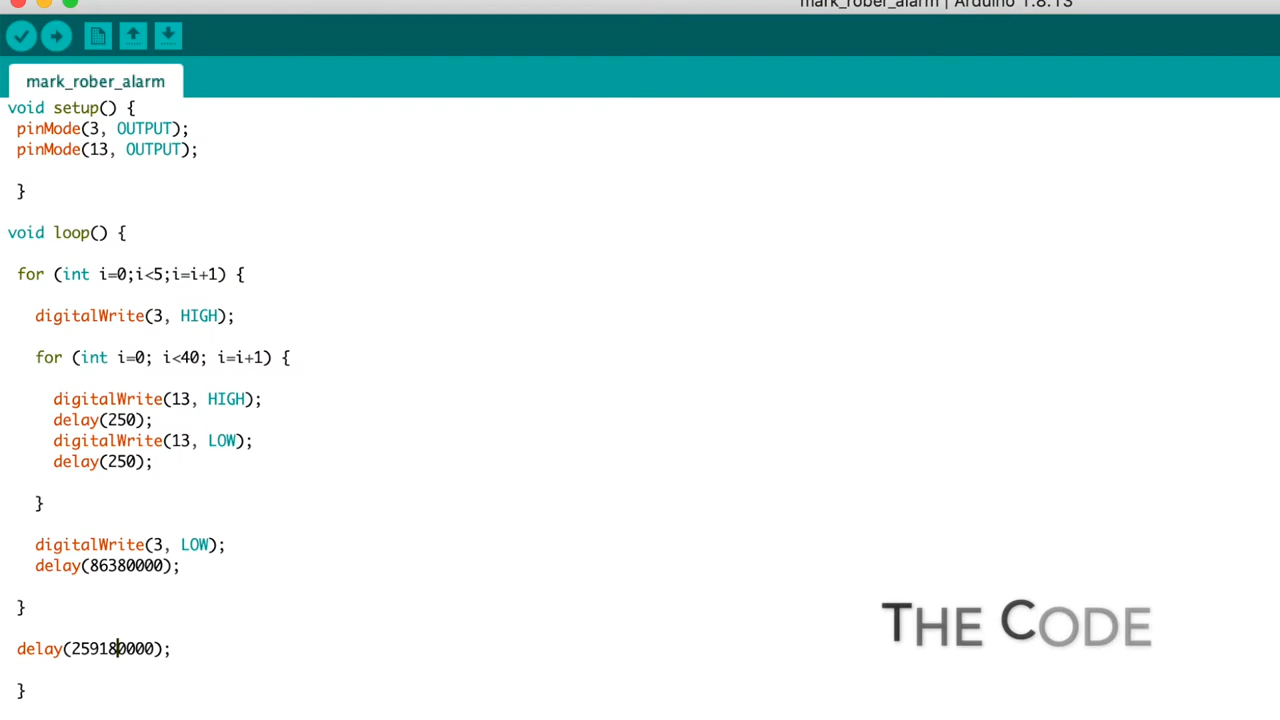 mark_rober_alarm | Arduino 1.8.13
mark_rober_alarm
void setup() {
pinMode(3, OUTPUT);
pinMode(13, OUTPUT);
}
void loop() {
for (int i=0;i<5;i=i+1) {
digitalWrite(3, HIGH);
for (int i=0; i<40; i=i+1) {
digitalWrite(13, HIGH);
delay(250);
digitalWrite(13, LOW);
delay(250);
}
digitalWrite(3, LOW);
delay(86380000);
}
delay(259180000);
}
THE CODE